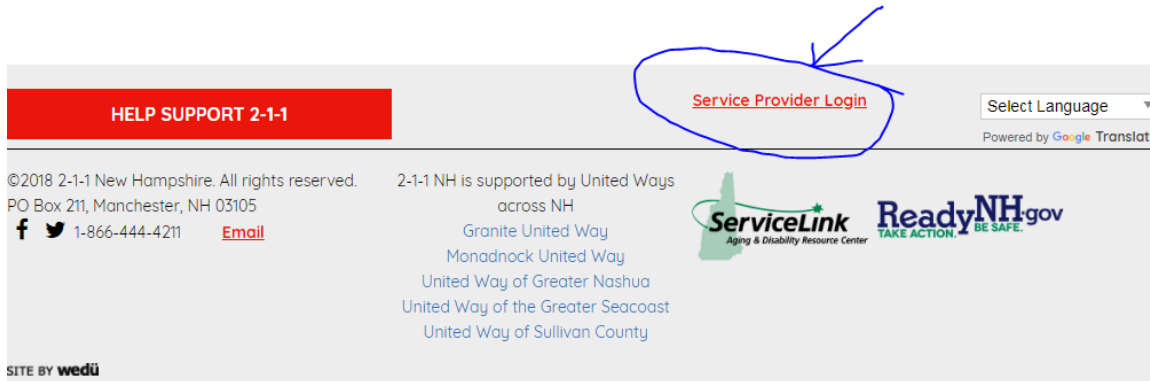 HELP SUPPORT 2-1-1
Service Provider Login
Select Language
Powered by Google Translat
©2018 2-1-1 New Hampshire. All rights reserved.
PO Box 211, Manchester, NH 03105
1-866-444-4211 Email
2-1-1 NH is supported by United Ways
across NH
Granite United Way
Monadnock United Way
United Way of Greater Nashua
United Way of the Greater Seacoast
United Way of Sullivan County
ServiceLink
Aging & Disability Resource Center
ReadyNH.gov
TAKE ACTION. BE SAFE.
SITE BY wedü